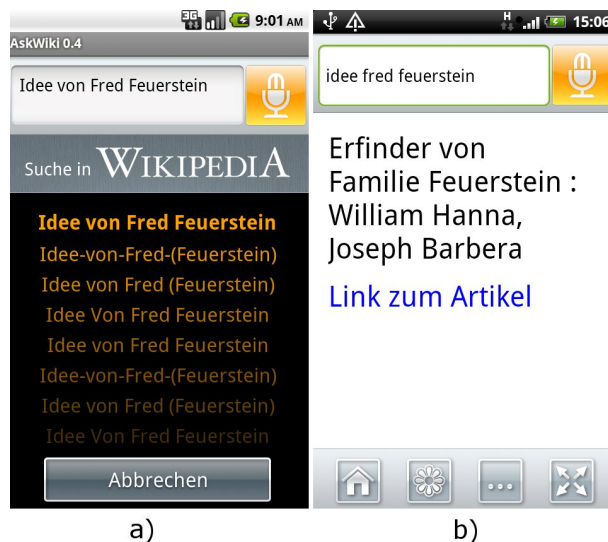 3G 9:01 AM
AskWiki 0.4
Idee von Fred Feuerstein
Suche in WIKIPEDIA
Idee von Fred Feuerstein
Idee-von-Fred-(Feuerstein)
Idee von Fred (Feuerstein)
Idee Von Fred Feuerstein
Idee von Fred Feuerstein
Idee-von-Fred-(Feuerstein)
Idee von Fred (Feuerstein)
Idee Von Fred Feuerstein
Abbrechen
a)
H 15:06
idee fred feuerstein
Erfinder von
Familie Feuerstein :
William Hanna,
Joseph Barbera
Link zum Artikel
b)